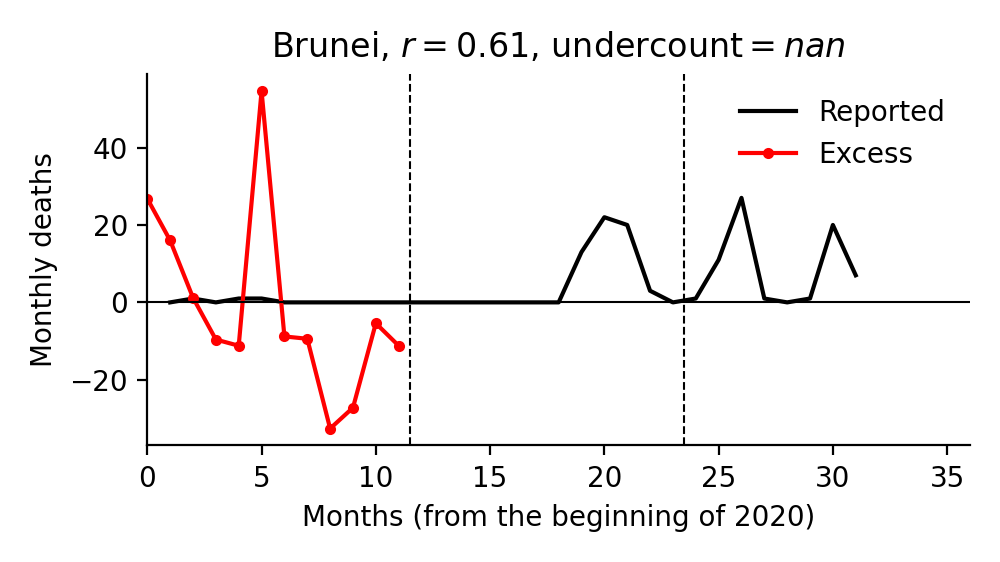 Brunei, r = 0.61, undercount = nan
Reported
Excess
Monthly deaths
40
20
0
−20
0 5 10 15 20 25 30 35
Months (from the beginning of 2020)